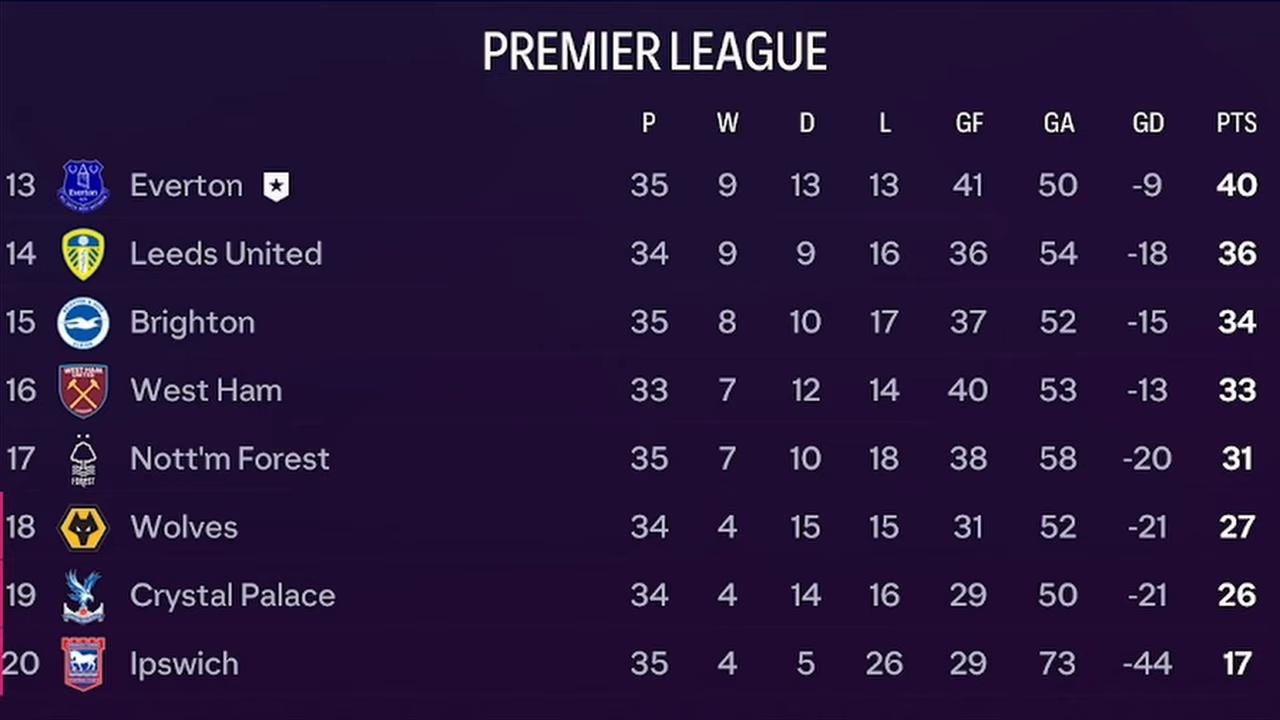 PREMIER LEAGUE
P W D L GF GA GD PTS
13 Everton 35 9 13 13 41 50 -9 40
14 Leeds United 34 9 9 16 36 54 -18 36
15 Brighton 35 8 10 17 37 52 -15 34
16 West Ham 33 7 12 14 40 53 -13 33
17 Nott'm Forest 35 7 10 18 38 58 -20 31
18 Wolves 34 4 15 15 31 52 -21 27
19 Crystal Palace 34 4 14 16 29 50 -21 26
20 Ipswich 35 4 5 26 29 73 -44 17